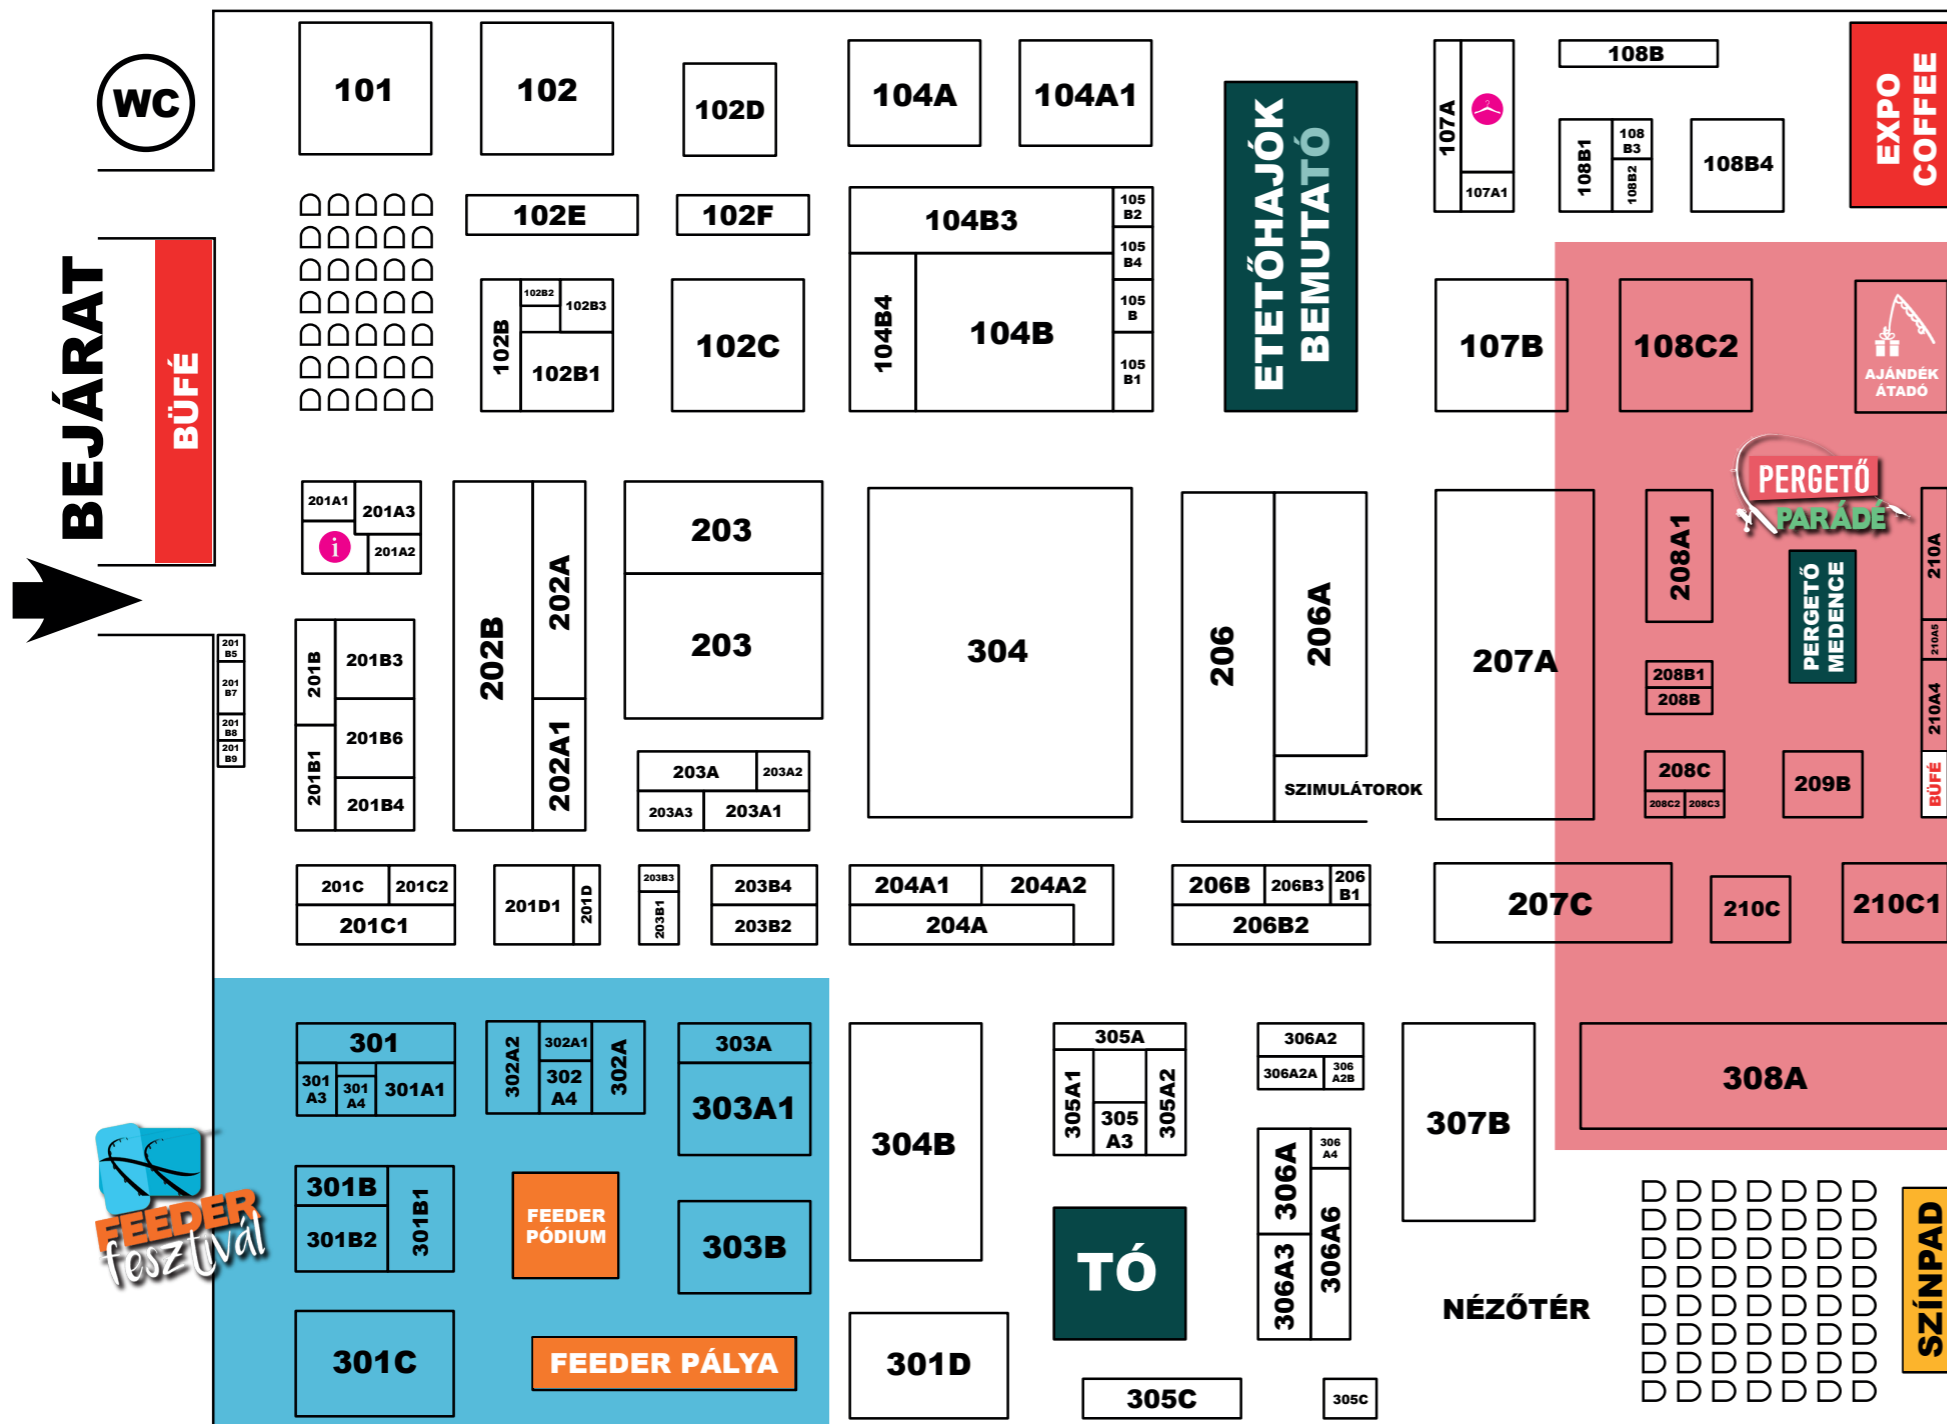 WC
101
102
102D
104A
104A1
ETETŐHAJÓK
BEMUTATÓ
107A
107A1
108B
108B1
108
B3
108B2
108B4
EXPO
COFFEE
102E
102F
104B3
105
B2
105
B4
105
B
105
B1
104B4
104B
BEJÁRAT
BÜFÉ
102B
102B2
102B3
102B1
102C
107B
108C2
AJÁNDÉK
ÁTADÓ
PERGETŐ
PARÁDÉ
201A1
201A3
i
201A2
202B
202A
202A1
203
203
304
206
206A
SZIMULÁTOROK
207A
208A1
PERGETŐ
MEDENCE
210A
210A5
210A4
BÜFÉ
201
B5
201
B7
201
B8
201
B9
201B
201B3
201B1
201B6
201B4
203A
203A2
203A3
203A1
208B1
208B
208C
208C2
208C3
209B
201C
201C2
201C1
201D1
201D
203B3
203B1
203B4
203B2
204A1
204A2
204A
206B
206B3
206
B1
206B2
207C
210C
210C1
301
301
A3
301
A4
301A1
302A2
302A1
302
A4
302A
303A
303A1
304B
305A
305A1
305
A3
305A2
306A2
306A2A
306
A2B
307B
308A
FEEDER
fesztivál
301B
301B2
301B1
FEEDER
PÓDIUM
303B
TÓ
306A
306
A4
306A3
306A6
NÉZŐTÉR
SZÍNPAD
301C
FEEDER PÁLYA
301D
305C
305C